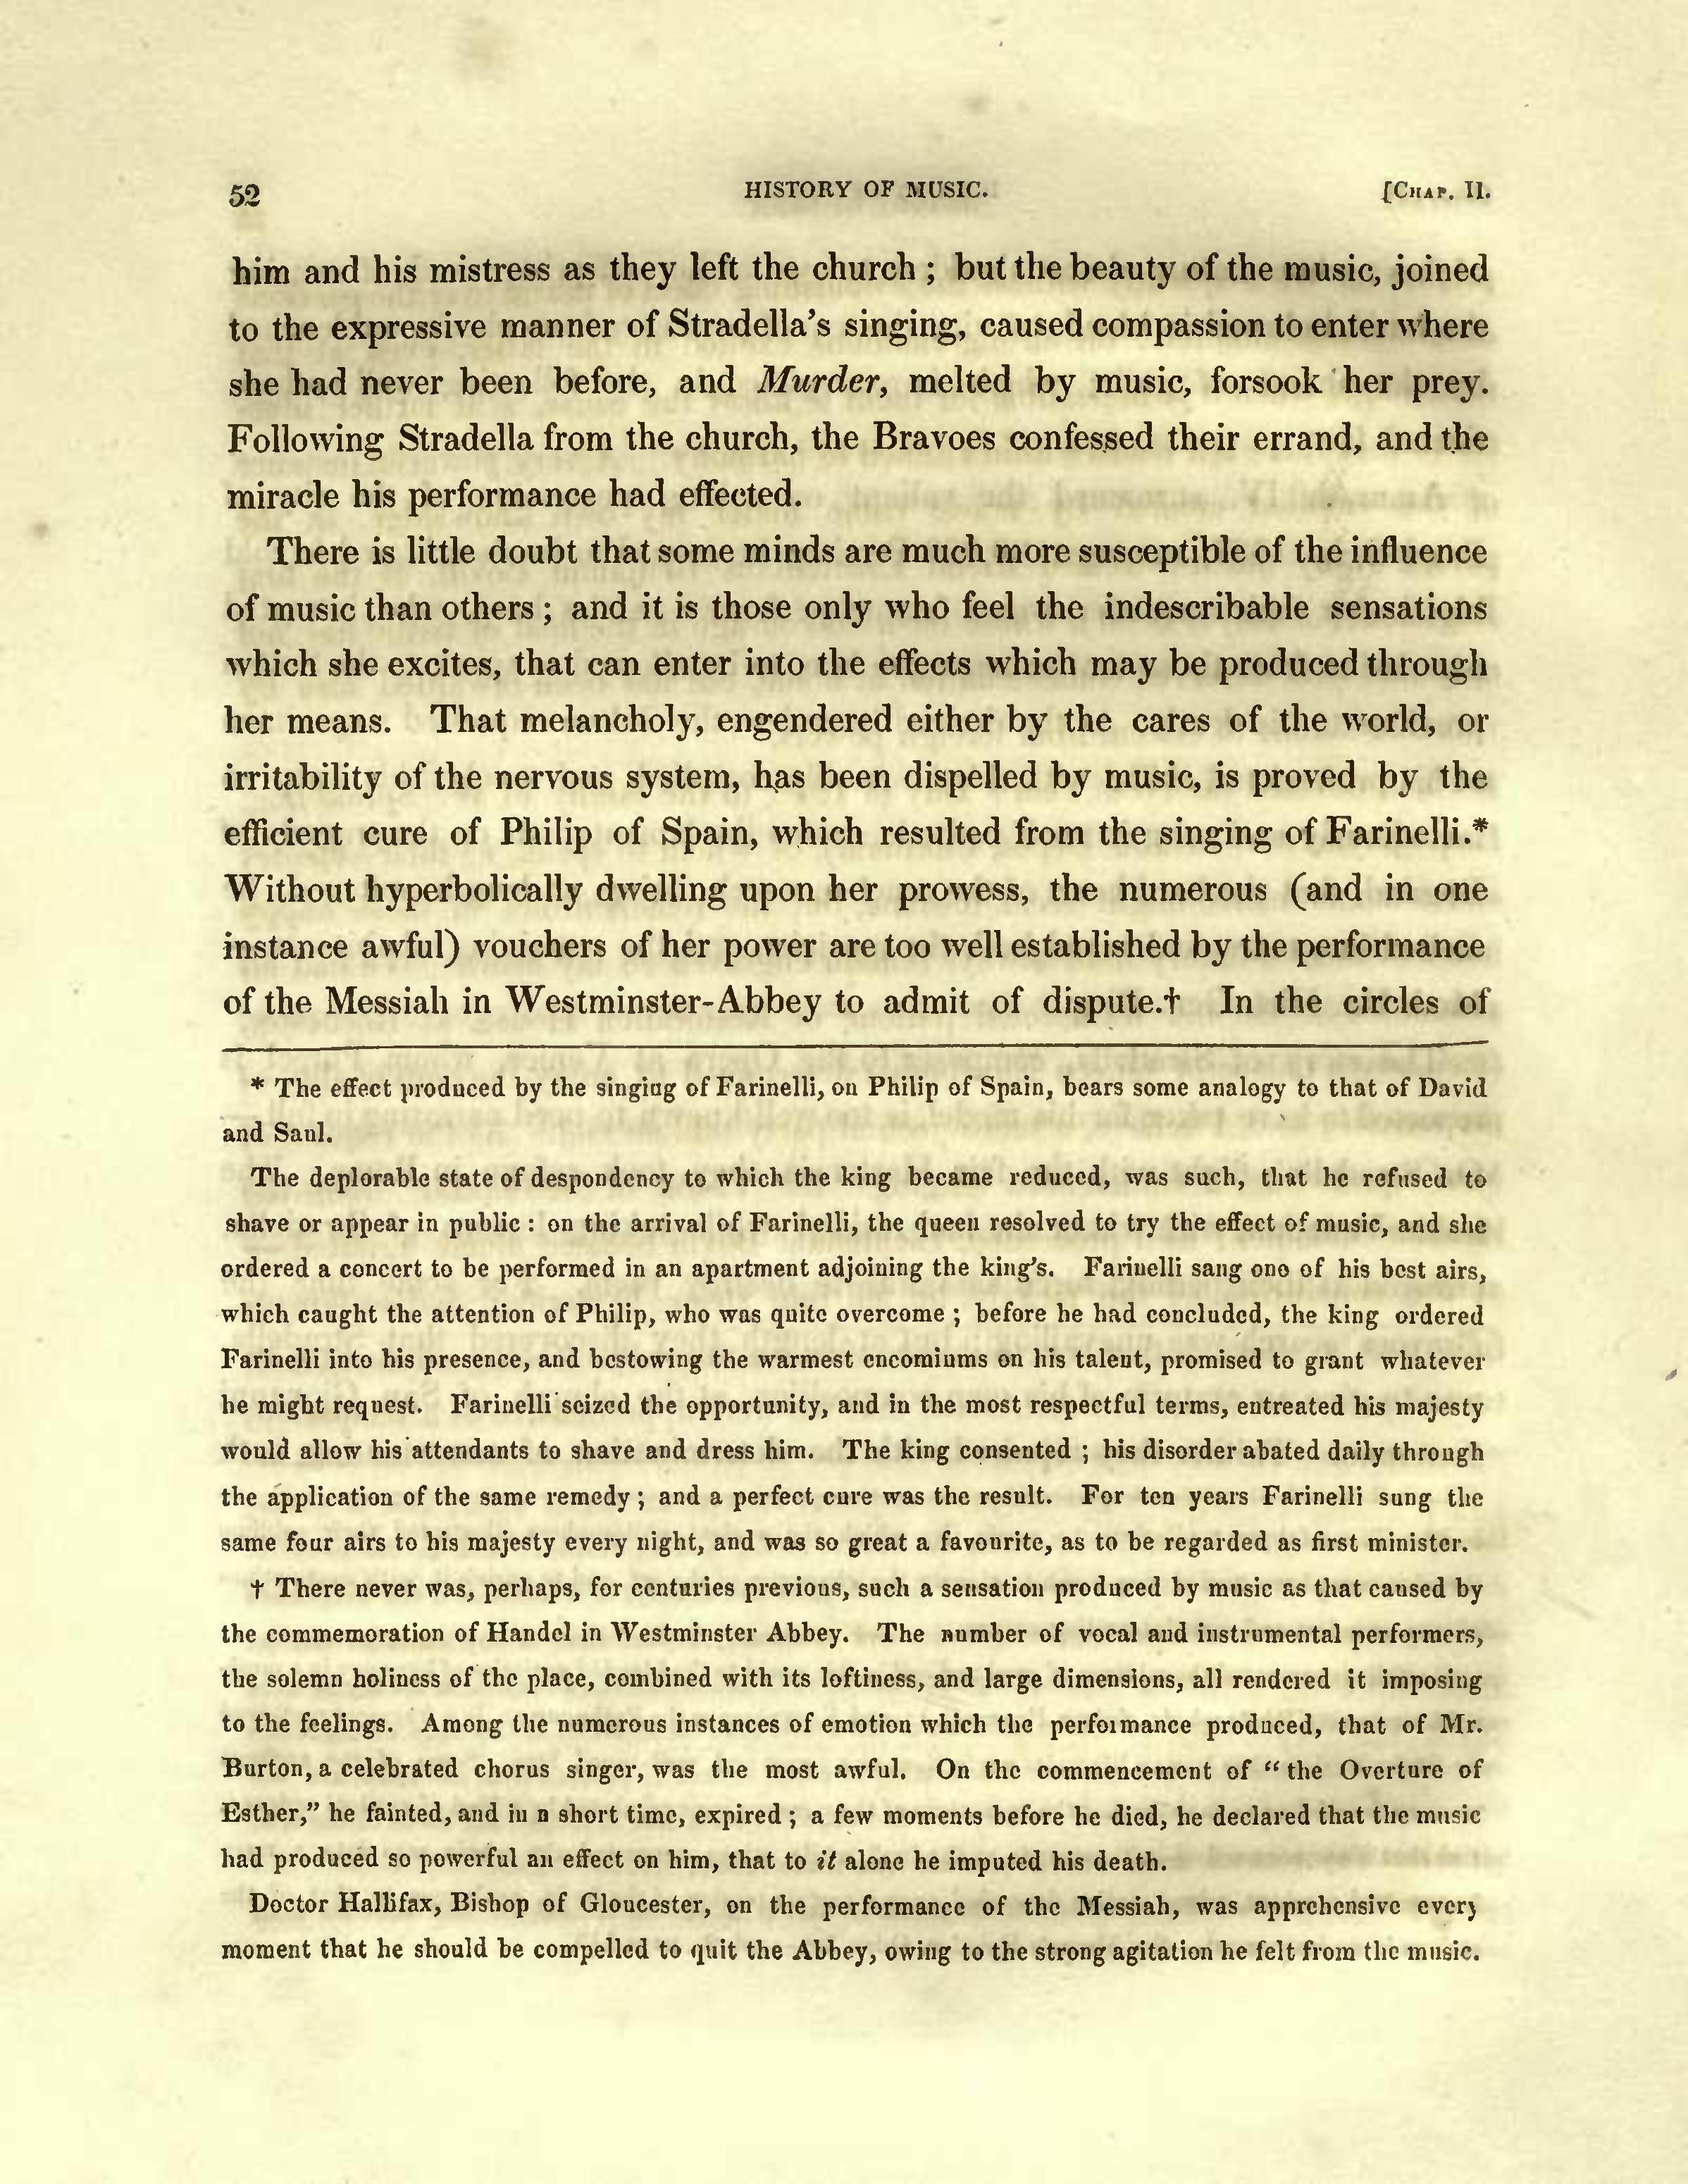 52 HISTORY OF MUSIC. [CHAP. II.
him and his mistress as they left the church ; but the beauty of the music, joined
to the expressive manner of Stradella's singing, caused compassion to enter where
she had never been before, and Murder, melted by music, forsook her prey.
Following Stradella from the church, the Bravoes confessed their errand, and the
miracle his performance had effected.
There is little doubt that some minds are much more susceptible of the influence
of music than others ; and it is those only who feel the indescribable sensations
which she excites, that can enter into the effects which may be produced through
her means. That melancholy, engendered either by the cares of the world, or
irritability of the nervous system, has been dispelled by music, is proved by the
efficient cure of Philip of Spain, which resulted from the singing of Farinelli.*
Without hyperbolically dwelling upon her prowess, the numerous (and in one
instance awful) vouchers of her power are too well established by the performance
of the Messiah in Westminster-Abbey to admit of dispute.† In the circles of
* The effect produced by the singing of Farinelli, on Philip of Spain, bears some analogy to that of David
and Saul.
The deplorable state of despondency to which the king became reduced, was such, that he refused to
shave or appear in public : on the arrival of Farinelli, the queen resolved to try the effect of music, and she
ordered a concert to be performed in an apartment adjoining the king's. Farinelli sang one of his best airs,
which caught the attention of Philip, who was quite overcome ; before he had concluded, the king ordered
Farinelli into his presence, and bestowing the warmest encomiums on his talent, promised to grant whatever
he might request. Farinelli seized the opportunity, and in the most respectful terms, entreated his majesty
would allow his attendants to shave and dress him. The king consented ; his disorder abated daily through
the application of the same remedy ; and a perfect cure was the result. For ten years Farinelli sung the
same four airs to his majesty every night, and was so great a favourite, as to be regarded as first minister.
† There never was, perhaps, for centuries previous, such a sensation produced by music as that caused by
the commemoration of Handel in Westminster Abbey. The number of vocal and instrumental performers,
the solemn holiness of the place, combined with its loftiness, and large dimensions, all rendered it imposing
to the feelings. Among the numerous instances of emotion which the performance produced, that of Mr.
Burton, a celebrated chorus singer, was the most awful. On the commencement of “ the Overture of
Esther,” he fainted, and in a short time, expired ; a few moments before he died, he declared that the music
had produced so powerful an effect on him, that to it alone he imputed his death.
Doctor Hallifax, Bishop of Gloucester, on the performance of the Messiah, was apprehensive every
moment that he should be compelled to quit the Abbey, owing to the strong agitation he felt from the music.